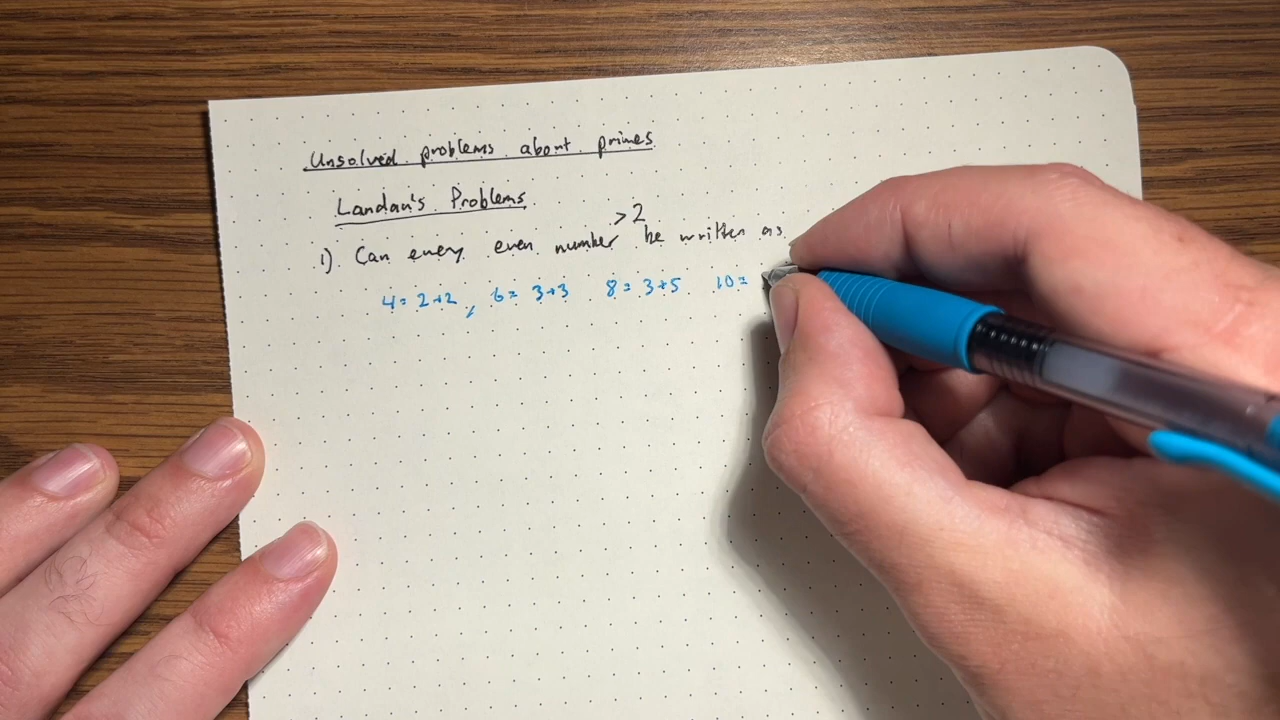 Unsolved problems about primes
Landau's Problems
> 2
1) Can every even number be written as
4 = 2+2, 6 = 3+3 8 = 3+5 10 =